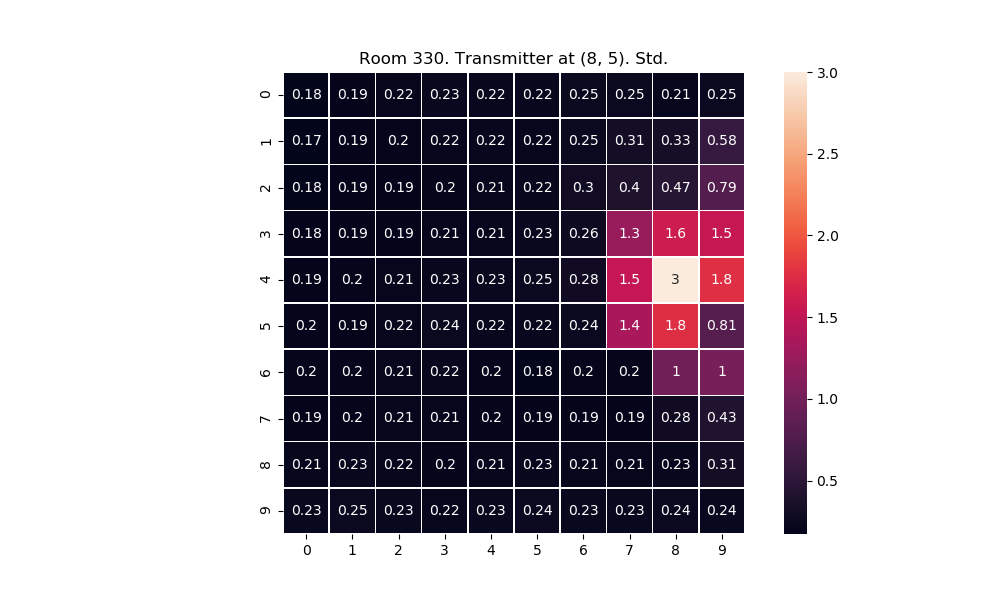 Room 330. Transmitter at (8, 5). Std.
0 0.18 0.19 0.22 0.23 0.22 0.22 0.25 0.25 0.21 0.25
1 0.17 0.19 0.2 0.22 0.22 0.22 0.25 0.31 0.33 0.58
2 0.18 0.19 0.19 0.2 0.21 0.22 0.3 0.4 0.47 0.79
3 0.18 0.19 0.19 0.21 0.21 0.23 0.26 1.3 1.6 1.5
4 0.19 0.2 0.21 0.23 0.23 0.25 0.28 1.5 3 1.8
5 0.2 0.19 0.22 0.24 0.22 0.22 0.24 1.4 1.8 0.81
6 0.2 0.2 0.21 0.22 0.2 0.18 0.2 0.2 1 1
7 0.19 0.2 0.21 0.21 0.2 0.19 0.19 0.19 0.28 0.43
8 0.21 0.23 0.22 0.2 0.21 0.23 0.21 0.21 0.23 0.31
9 0.23 0.25 0.23 0.22 0.23 0.24 0.23 0.23 0.24 0.24
0 1 2 3 4 5 6 7 8 9
3.0
2.5
2.0
1.5
1.0
0.5